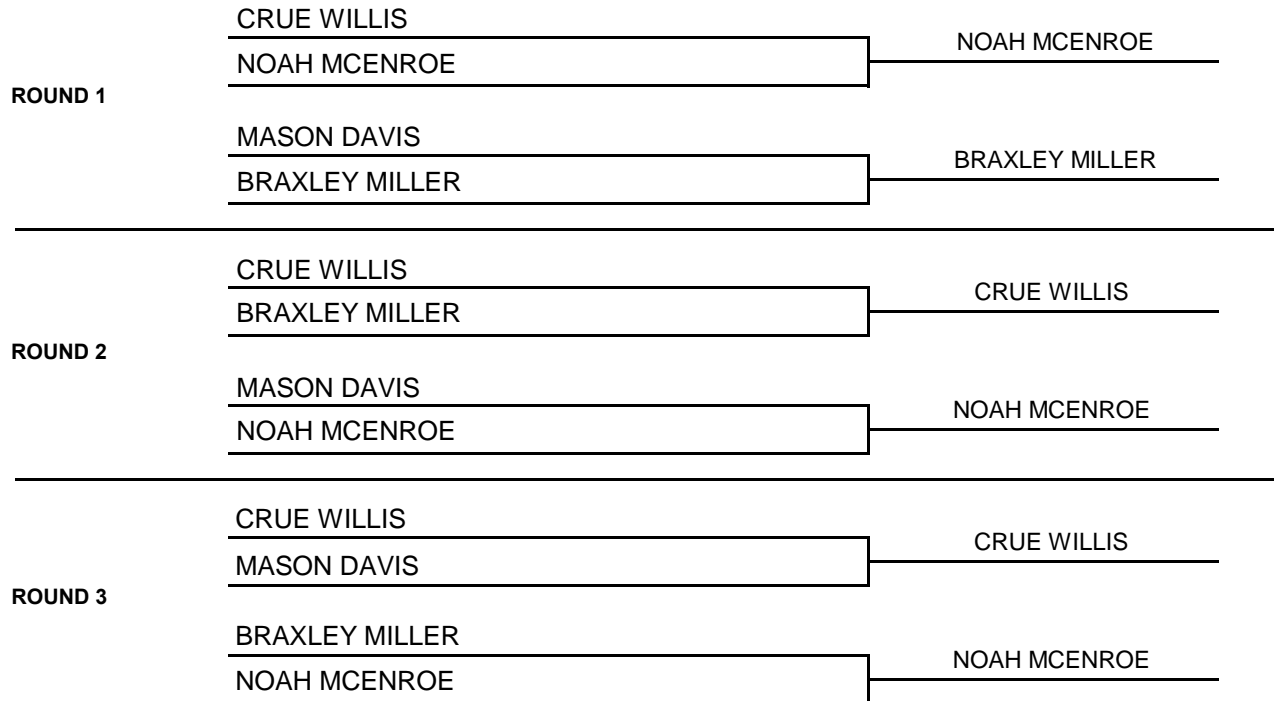 CRUE WILLIS
NOAH MCENROE
NOAH MCENROE
ROUND 1
MASON DAVIS
BRAXLEY MILLER
BRAXLEY MILLER
CRUE WILLIS
CRUE WILLIS
BRAXLEY MILLER
ROUND 2
MASON DAVIS
NOAH MCENROE
NOAH MCENROE
CRUE WILLIS
CRUE WILLIS
MASON DAVIS
ROUND 3
BRAXLEY MILLER
NOAH MCENROE
NOAH MCENROE